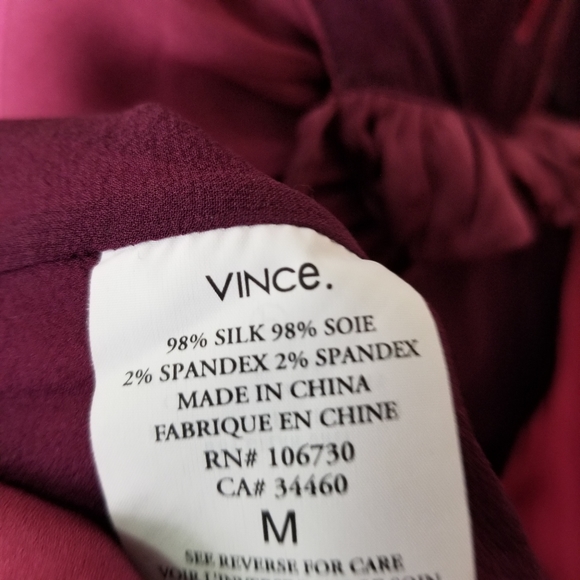 VINCe.
98% SILK 98% SOIE
2% SPANDEX 2% SPANDEX
MADE IN CHINA
FABRIQUE EN CHINE
RN# 106730
CA# 34460
M
SEE REVERSE FOR CARE
VOIR